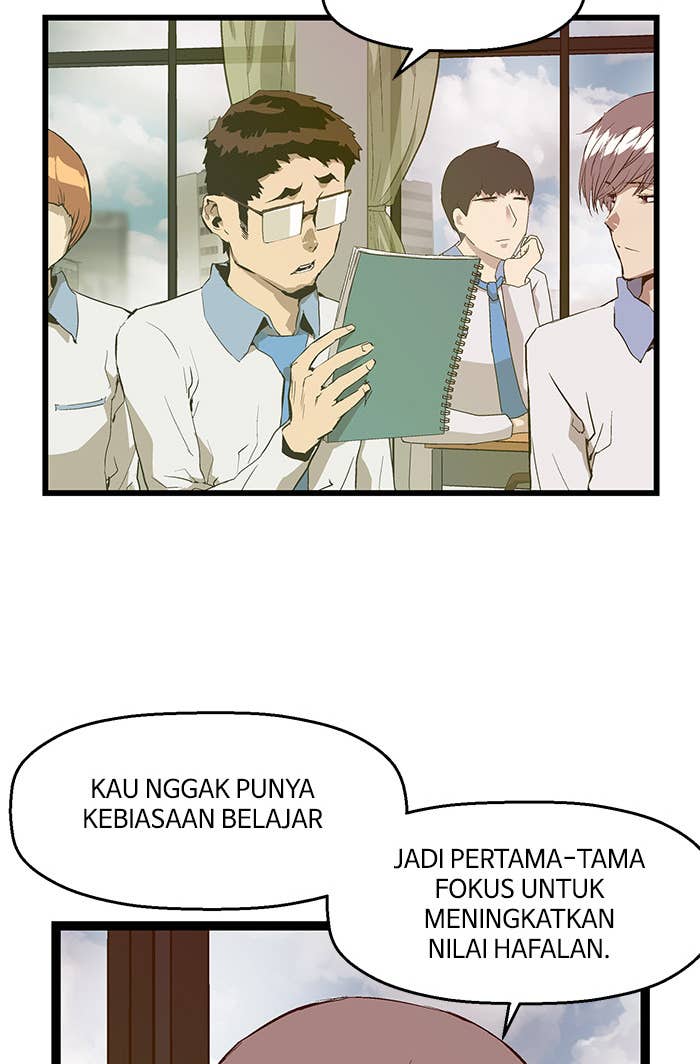 KAU NGGAK PUNYA
KEBIASAAN BELAJAR
JADI PERTAMA-TAMA
FOKUS UNTUK
MENINGKATKAN
NILAI HAFALAN.